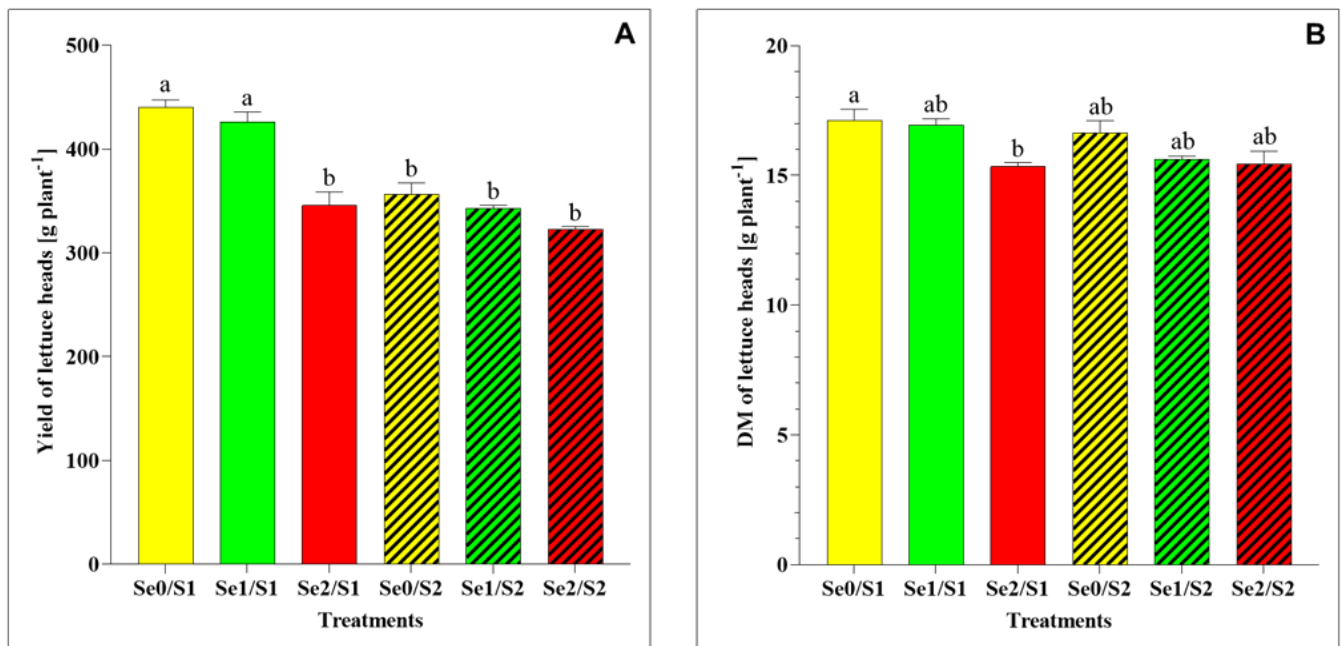 A
Yield of lettuce heads [g plant⁻¹]
500
400
300
200
100
0
a
a
b
b
b
b
Se0/S1 Se1/S1 Se2/S1 Se0/S2 Se1/S2 Se2/S2
Treatments
B
DM of lettuce heads [g plant⁻¹]
20
15
10
5
0
a
ab
b
ab
ab
ab
Se0/S1 Se1/S1 Se2/S1 Se0/S2 Se1/S2 Se2/S2
Treatments